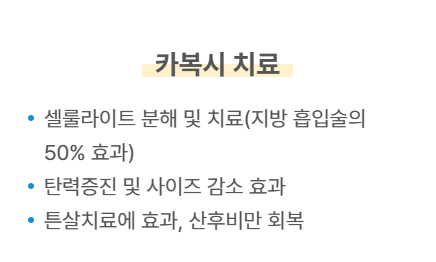 카복시 치료
• 셀룰라이트 분해 및 치료(지방 흡입술의
50% 효과)
• 탄력증진 및 사이즈 감소 효과
• 튼살치료에 효과, 산후비만 회복